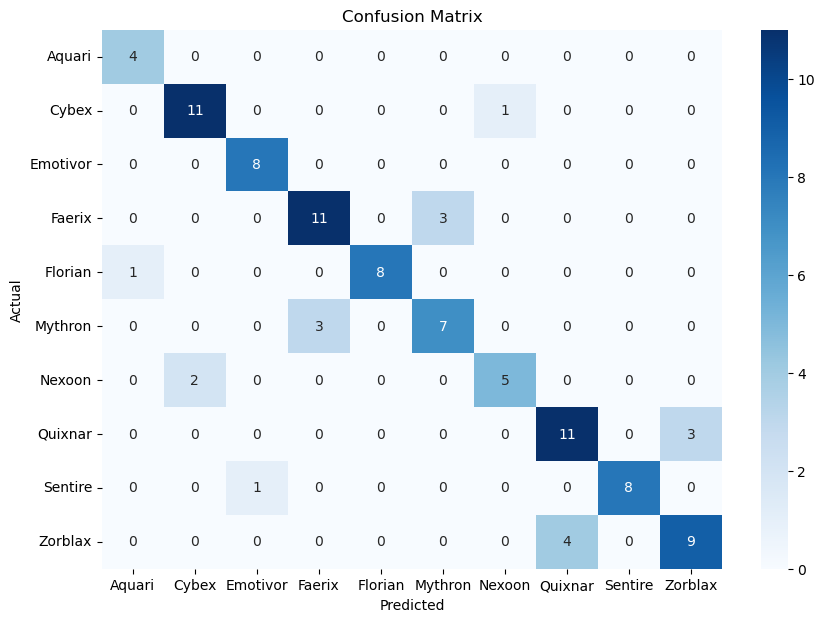 Confusion Matrix
Aquari 4 0 0 0 0 0 0 0 0 0
Cybex 0 11 0 0 0 0 1 0 0 0
Emotivor 0 0 8 0 0 0 0 0 0 0
Faerix 0 0 0 11 0 3 0 0 0 0
Florian 1 0 0 0 8 0 0 0 0 0
Mythron 0 0 0 3 0 7 0 0 0 0
Nexoon 0 2 0 0 0 0 5 0 0 0
Quixnar 0 0 0 0 0 0 0 11 0 3
Sentire 0 0 1 0 0 0 0 0 8 0
Zorblax 0 0 0 0 0 0 0 4 0 9
Aquari Cybex Emotivor Faerix Florian Mythron Nexoon Quixnar Sentire Zorblax
Predicted
Actual
10
8
6
4
2
0